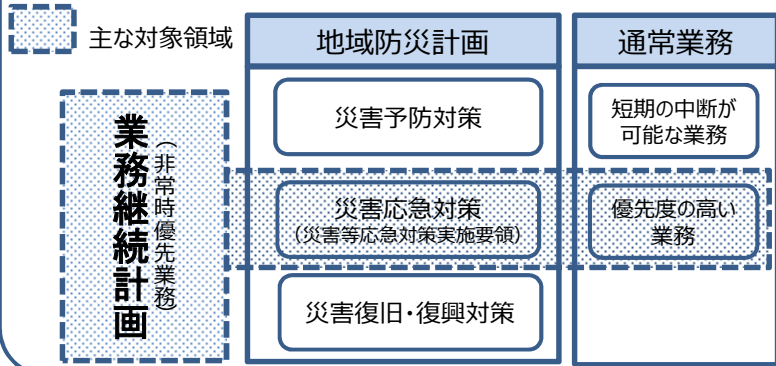 主な対象領域
地域防災計画
通常業務
業務継続計画
（非常時優先業務）
災害予防対策
短期の中断が
可能な業務
災害応急対策
（災害等応急対策実施要領）
優先度の高い
業務
災害復旧・復興対策